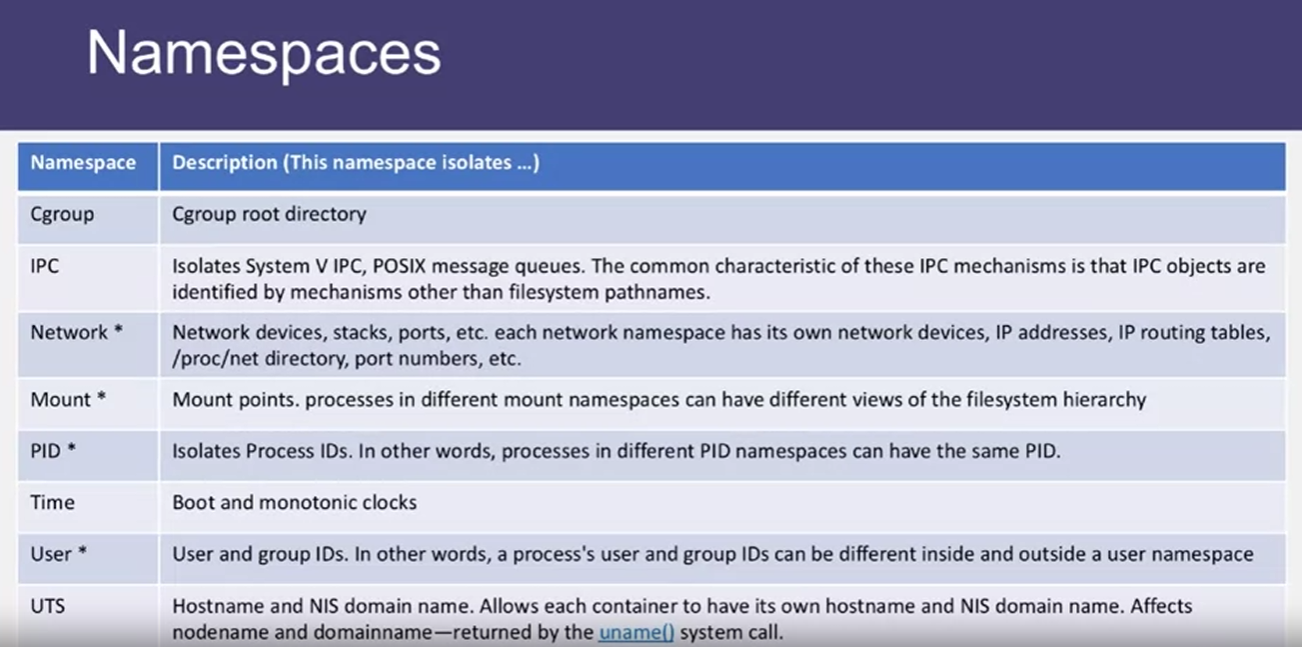 Namespaces
Namespace Description (This namespace isolates ...)
Cgroup Cgroup root directory
IPC Isolates System V IPC, POSIX message queues. The common characteristic of these IPC mechanisms is that IPC objects are
identified by mechanisms other than filesystem pathnames.
Network * Network devices, stacks, ports, etc. each network namespace has its own network devices, IP addresses, IP routing tables,
/proc/net directory, port numbers, etc.
Mount * Mount points. processes in different mount namespaces can have different views of the filesystem hierarchy
PID * Isolates Process IDs. In other words, processes in different PID namespaces can have the same PID.
Time Boot and monotonic clocks
User * User and group IDs. In other words, a process's user and group IDs can be different inside and outside a user namespace
UTS Hostname and NIS domain name. Allows each container to have its own hostname and NIS domain name. Affects
nodename and domainname—returned by the uname() system call.